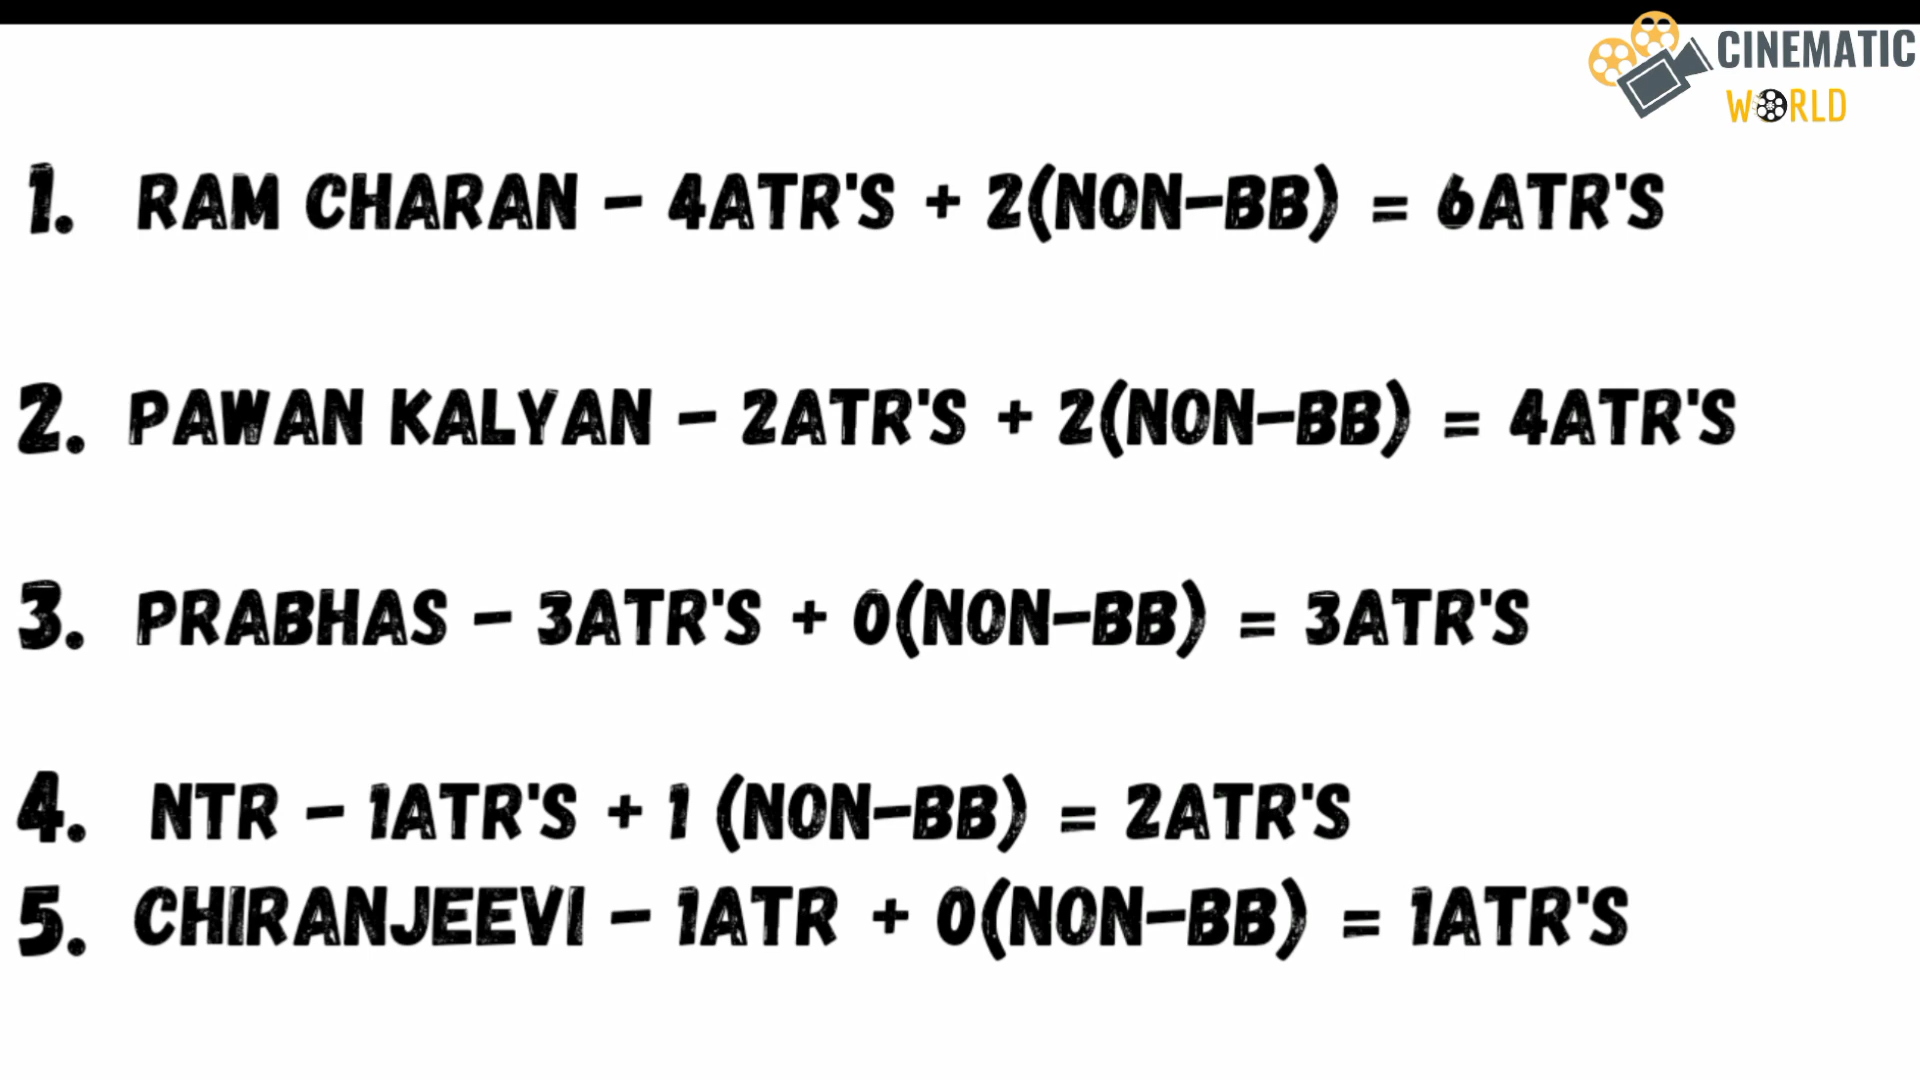 CINEMATIC
WORLD
1. RAM CHARAN - 4ATR'S + 2(NON-BB) = 6ATR'S
2. PAWAN KALYAN - 2ATR'S + 2(NON-BB) = 4ATR'S
3. PRABHAS - 3ATR'S + 0(NON-BB) = 3ATR'S
4. NTR - 1ATR'S + 1 (NON-BB) = 2ATR'S
5. CHIRANJEEVI - 1ATR + 0(NON-BB) = 1ATR'S